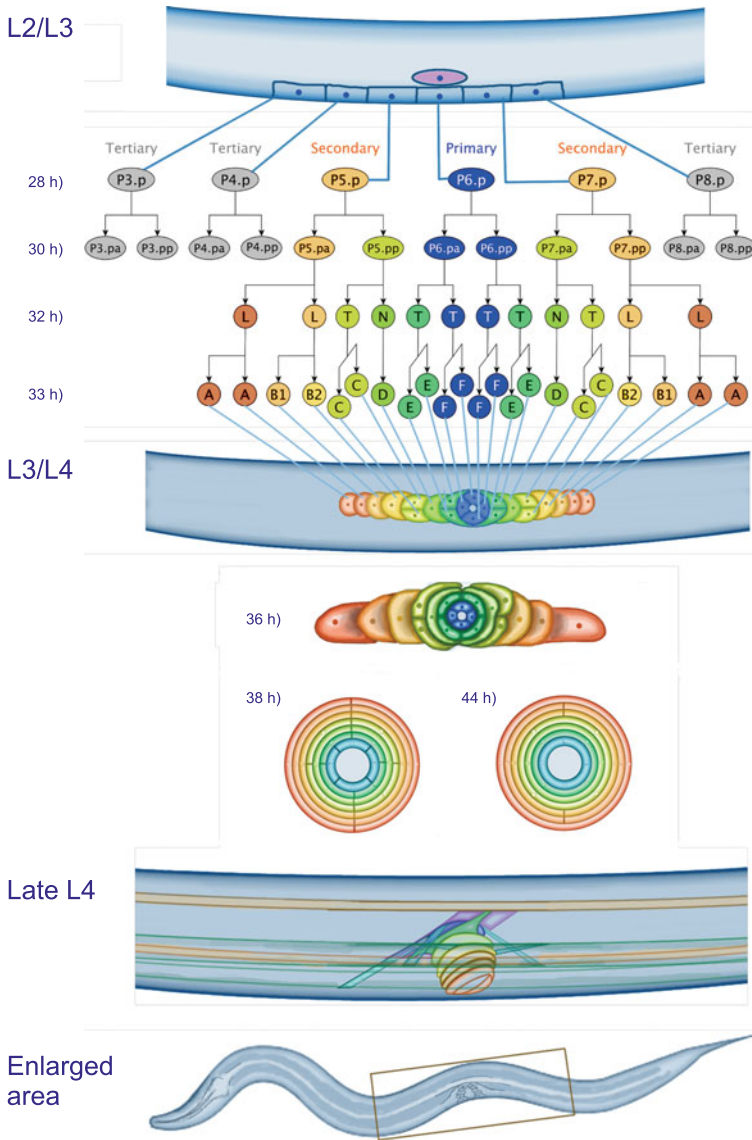 L2/L3
Tertiary Tertiary Secondary Primary Secondary Tertiary
28 h) P3.p P4.p P5.p P6.p P7.p P8.p
30 h) P3.pa P3.pp P4.pa P4.pp P5.pa P5.pp P6.pa P6.pp P7.pa P7.pp P8.pa P8.pp
32 h) L L T N T T T T N T L L
33 h) A A B1 B2 C C D E E F F F F E E D C C B2 B1 A A
L3/L4
36 h)
38 h) 44 h)
Late L4
Enlarged
area